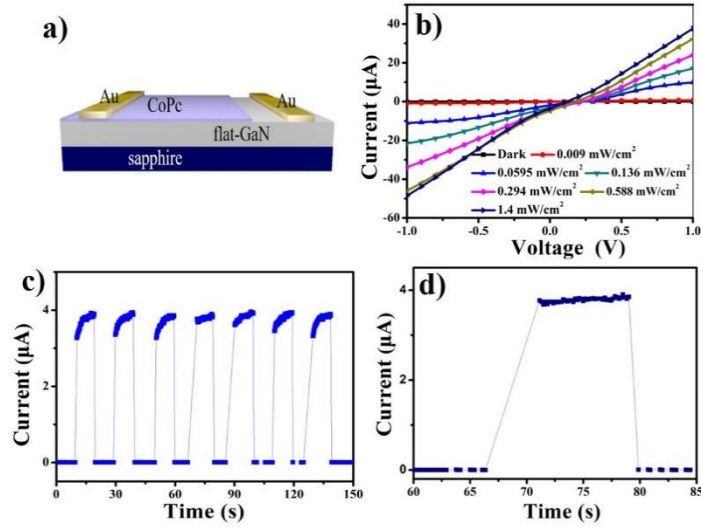 a)
Au
CoPc
Au
flat-GaN
sapphire
b)
Current (μA)
40
20
0
-20
-40
-60
Dark
0.009 mW/cm²
0.0595 mW/cm²
0.136 mW/cm²
0.294 mW/cm²
0.588 mW/cm²
1.4 mW/cm²
-1.0 -0.5 0.0 0.5 1.0
Voltage (V)
c)
Current (μA)
4
2
0
0 30 60 90 120 150
Time (s)
d)
Current (μA)
4
2
0
60 65 70 75 80 85
Time (s)